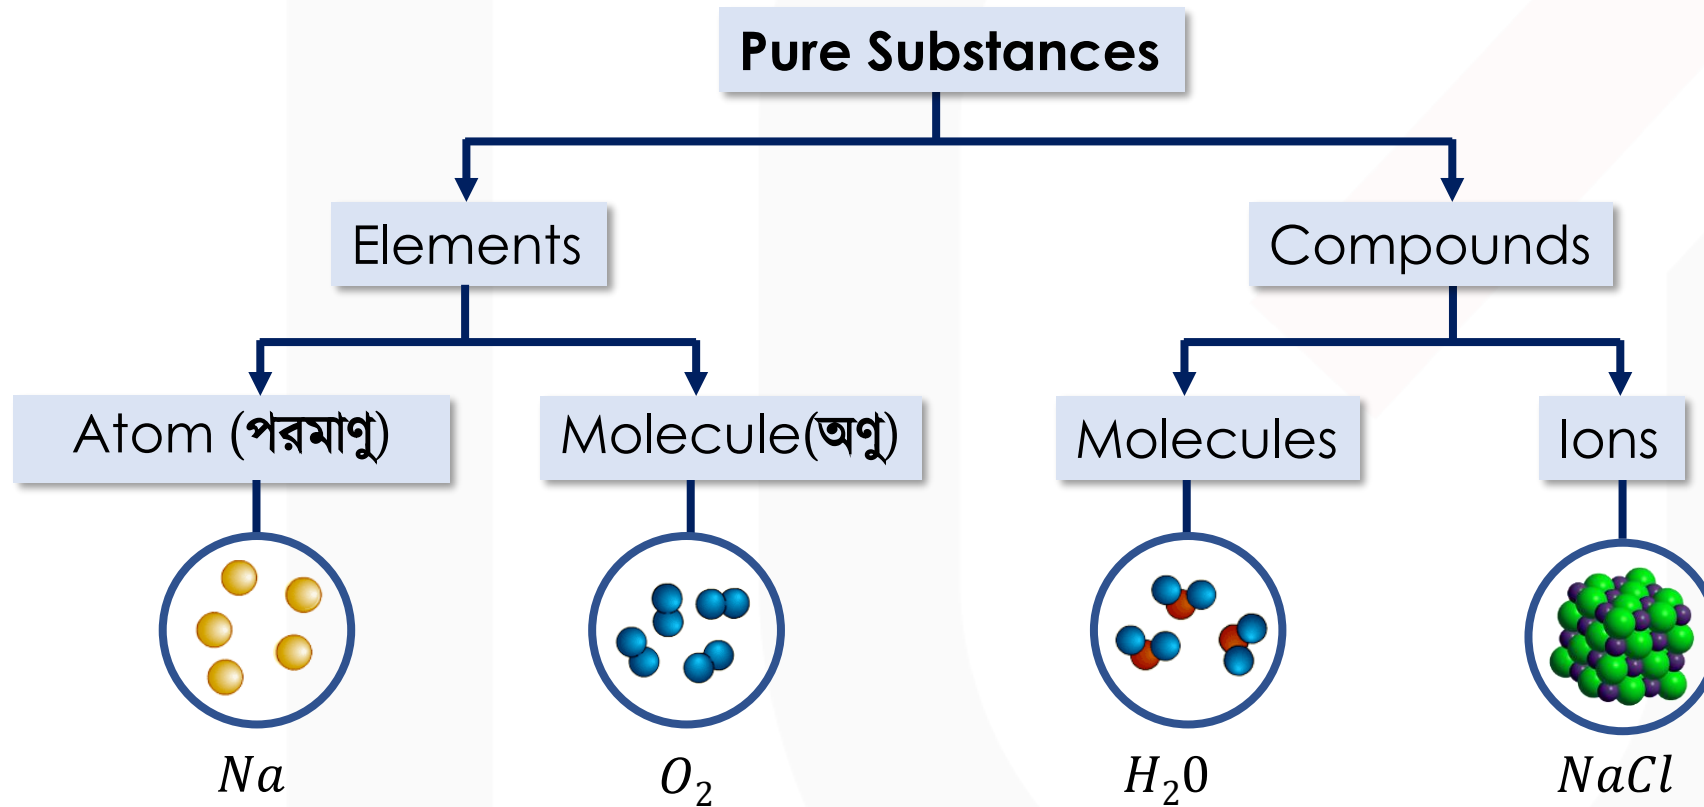 Pure Substances
Elements
Compounds
Atom (পরমাণু)
Molecule(অণু)
Molecules
Ions
Na
O₂
H₂0
NaCl